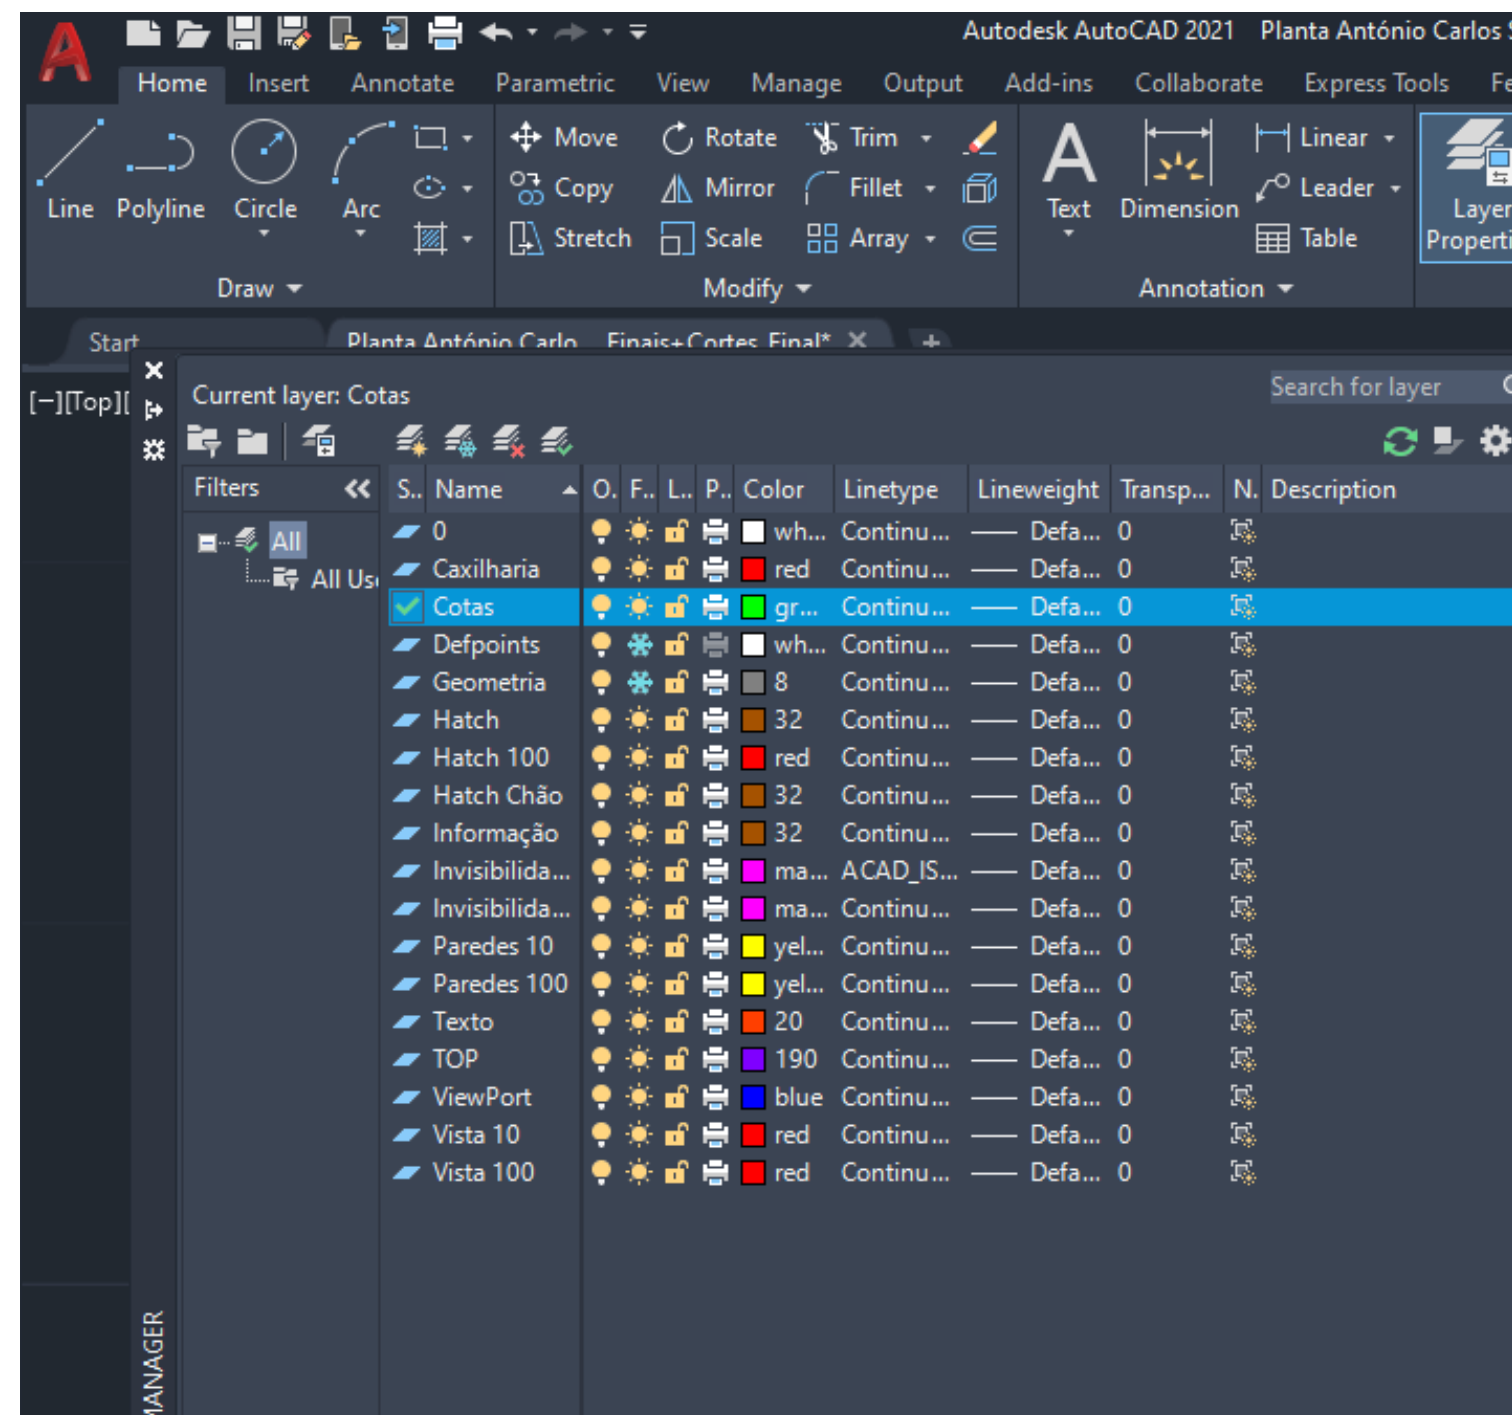 Autodesk AutoCAD 2021 Planta António Carlos
Home Insert Annotate Parametric View Manage Output Add-ins Collaborate Express Tools Fe
Move Rotate Trim Linear
Copy Mirror Fillet Leader
Line Polyline Circle Arc Text Dimension Layer
Stretch Scale Array Table Properti
Draw Modify Annotation
Start Planta António Carlo... Finais+Cortes_Final* +
[−][Top][
Current layer: Cotas Search for layer
Filters « S.. Name O. F.. L.. P.. Color Linetype Lineweight Transp... N. Description
All
All Us
0 wh... Continu... Defa... 0
Caxilharia red Continu... Defa... 0
Cotas gr... Continu... Defa... 0
Defpoints wh... Continu... Defa... 0
Geometria 8 Continu... Defa... 0
Hatch 32 Continu... Defa... 0
Hatch 100 red Continu... Defa... 0
Hatch Chão 32 Continu... Defa... 0
Informação 32 Continu... Defa... 0
Invisibilida... ma... ACAD_IS... Defa... 0
Invisibilida... ma... Continu... Defa... 0
Paredes 10 yel... Continu... Defa... 0
Paredes 100 yel... Continu... Defa... 0
Texto 20 Continu... Defa... 0
TOP 190 Continu... Defa... 0
ViewPort blue Continu... Defa... 0
Vista 10 red Continu... Defa... 0
Vista 100 red Continu... Defa... 0
MANAGER